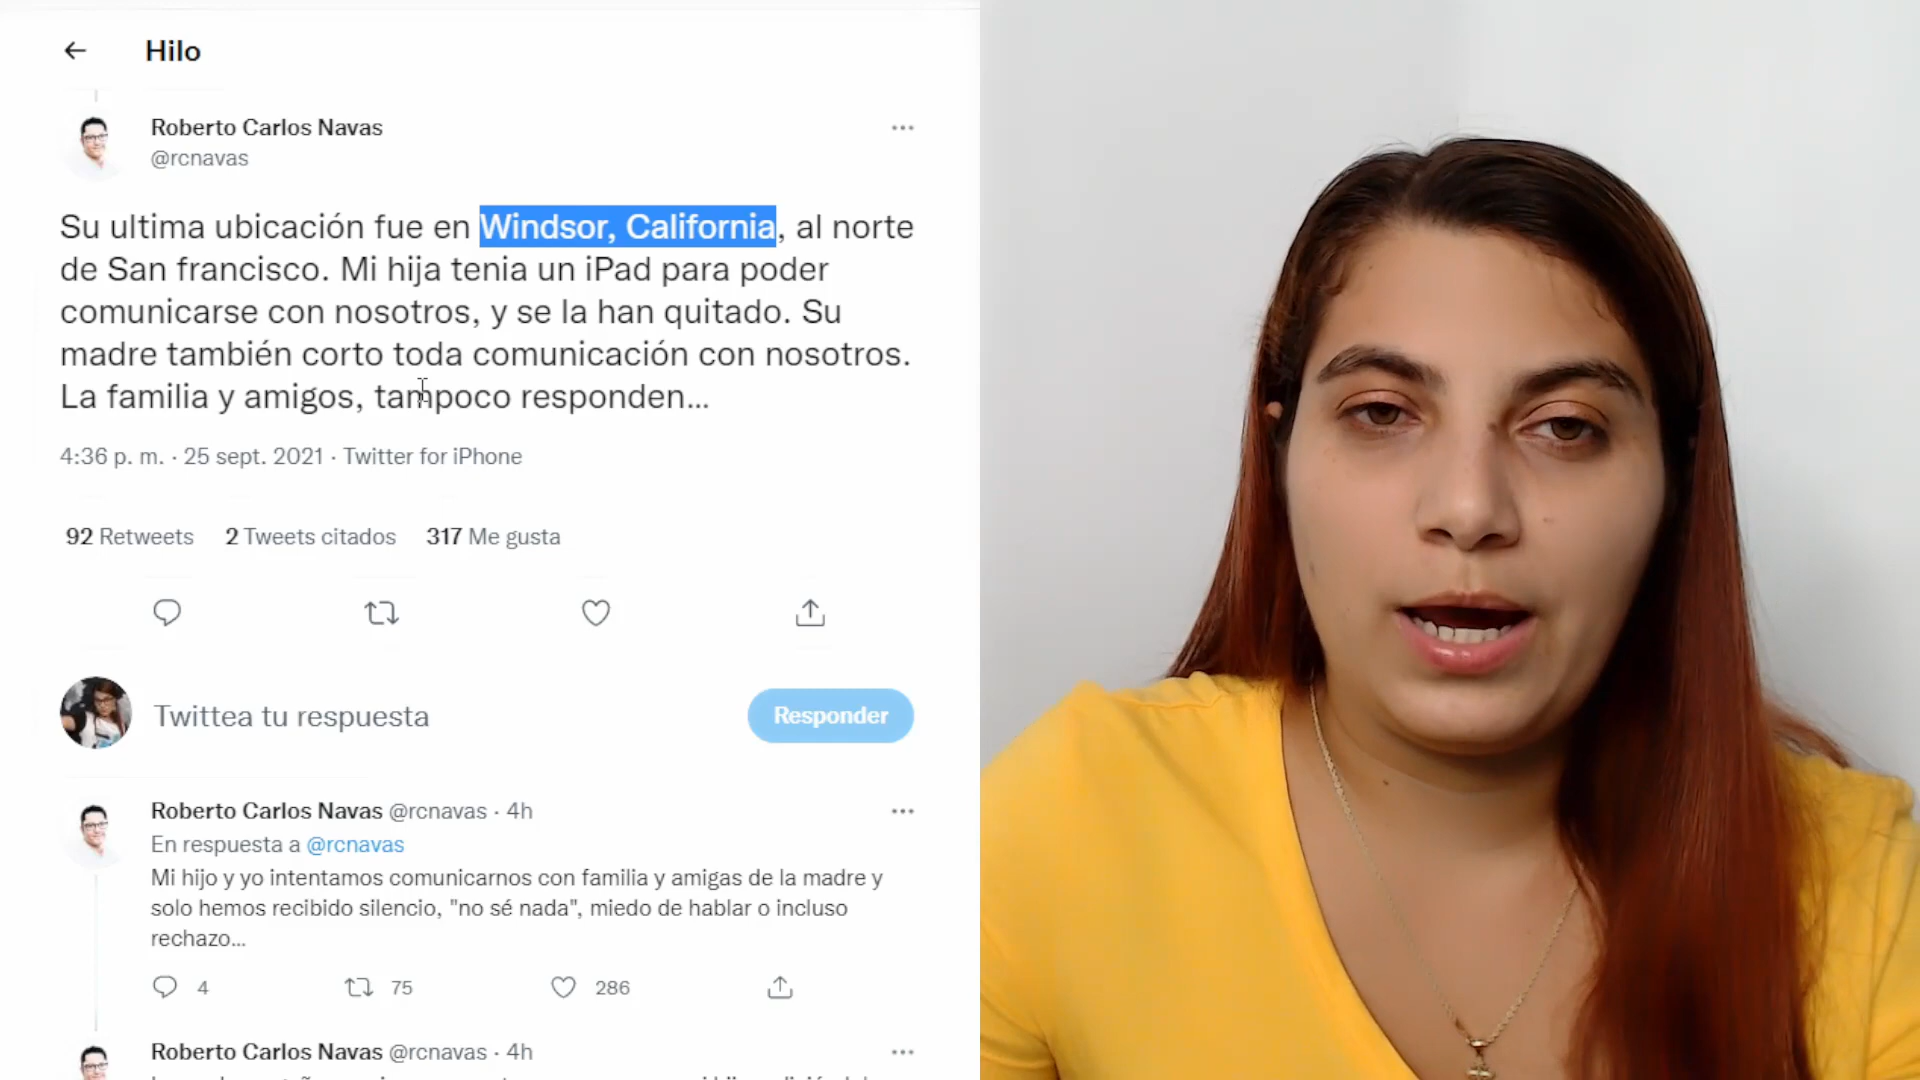 Hilo
Roberto Carlos Navas
@rcnavas
Su ultima ubicación fue en Windsor, California, al norte
de San francisco. Mi hija tenia un iPad para poder
comunicarse con nosotros, y se la han quitado. Su
madre también corto toda comunicación con nosotros.
La familia y amigos, tampoco responden...
4:36 p. m. · 25 sept. 2021 · Twitter for iPhone
92 Retweets 2 Tweets citados 317 Me gusta
Twittea tu respuesta
Responder
Roberto Carlos Navas @rcnavas · 4h
En respuesta a @rcnavas
Mi hijo y yo intentamos comunicarnos con familia y amigas de la madre y
solo hemos recibido silencio, "no sé nada", miedo de hablar o incluso
rechazo...
4 75 286
Roberto Carlos Navas @rcnavas · 4h